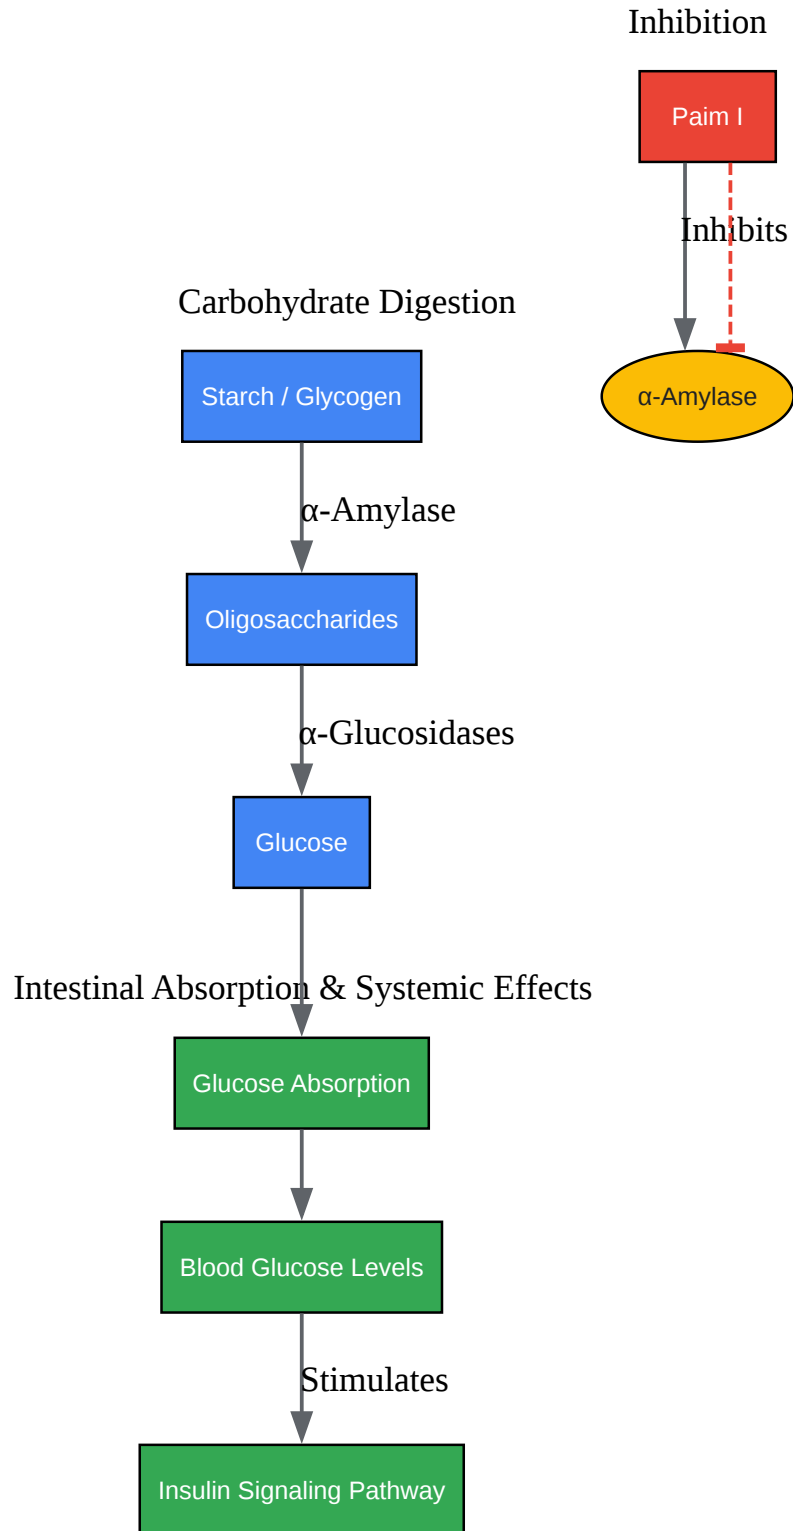 Inhibition
Paim I
Inhibits
Carbohydrate Digestion
Starch / Glycogen
α-Amylase
α-Amylase
Oligosaccharides
α-Glucosidases
Glucose
Intestinal Absorption & Systemic Effects
Glucose Absorption
Blood Glucose Levels
Stimulates
Insulin Signaling Pathway